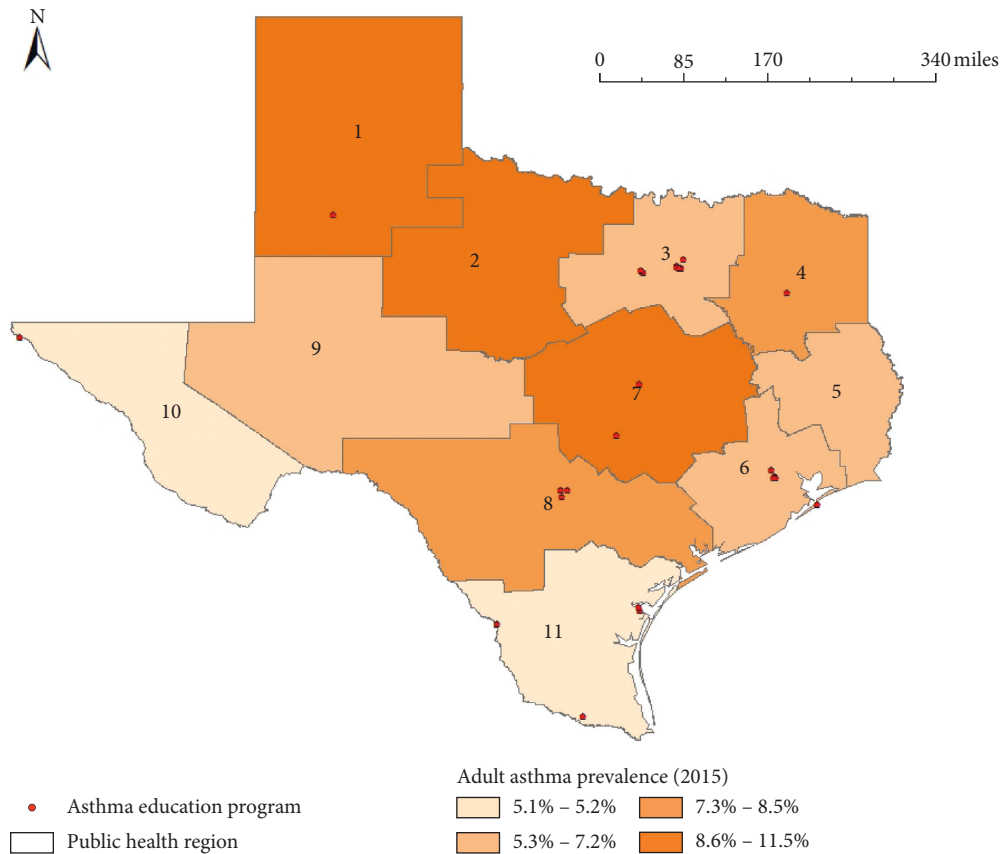 N
0 85 170 340 miles
1
2
3
4
9
5
7
10
6
8
11
Adult asthma prevalence (2015)
Asthma education program
5.1% – 5.2%
7.3% – 8.5%
Public health region
5.3% – 7.2%
8.6% – 11.5%